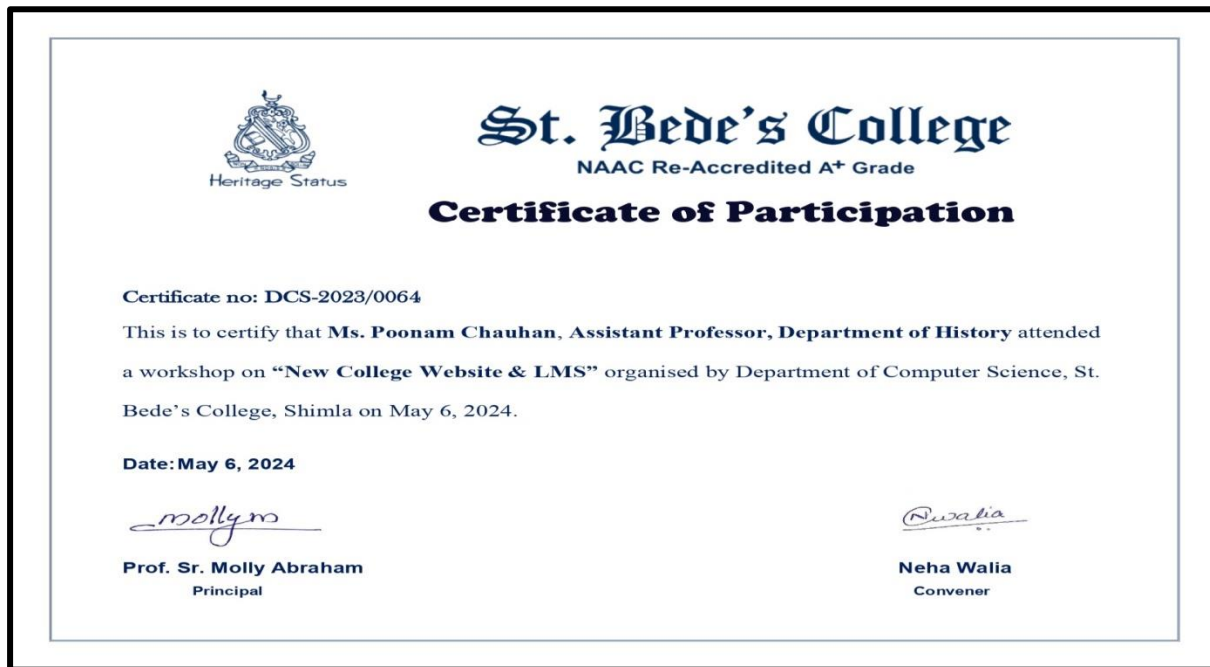 St. Bede's College
NAAC Re-Accredited A+ Grade
Heritage Status
Certificate of Participation
Certificate no: DCS-2023/0064
This is to certify that Ms. Poonam Chauhan, Assistant Professor, Department of History attended
a workshop on “New College Website & LMS” organised by Department of Computer Science, St.
Bede’s College, Shimla on May 6, 2024.
Date: May 6, 2024
mollym
Nwalia
Prof. Sr. Molly Abraham
Neha Walia
Principal
Convener